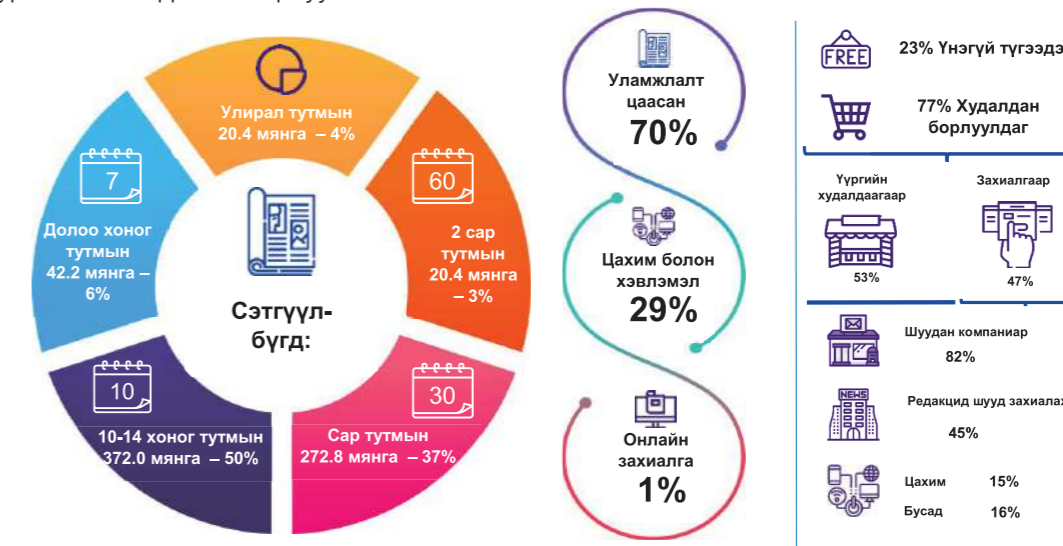 Улирал тутмын
20.4 мянга – 4%
7
Долоо хоног
тутмын
42.2 мянга –
6%
60
2 сар
тутмын
20.4 мянга
– 3%
Сэтгүүл-
бүгд:
10
10-14 хоног тутмын
372.0 мянга – 50%
30
Сар тутмын
272.8 мянга – 37%
Уламжлалт
цаасан
70%
Цахим болон
хэвлэмэл
29%
Онлайн
захиалга
1%
FREE
23% Үнэгүй түгээдэ
77% Худалдан
борлуулдаг
Үүргийн
худалдаагаар
53%
Захиалгаар
47%
Шуудан компаниар
82%
NEWS
Редакцид шууд захиалах
45%
Цахим 15%
Бусад 16%